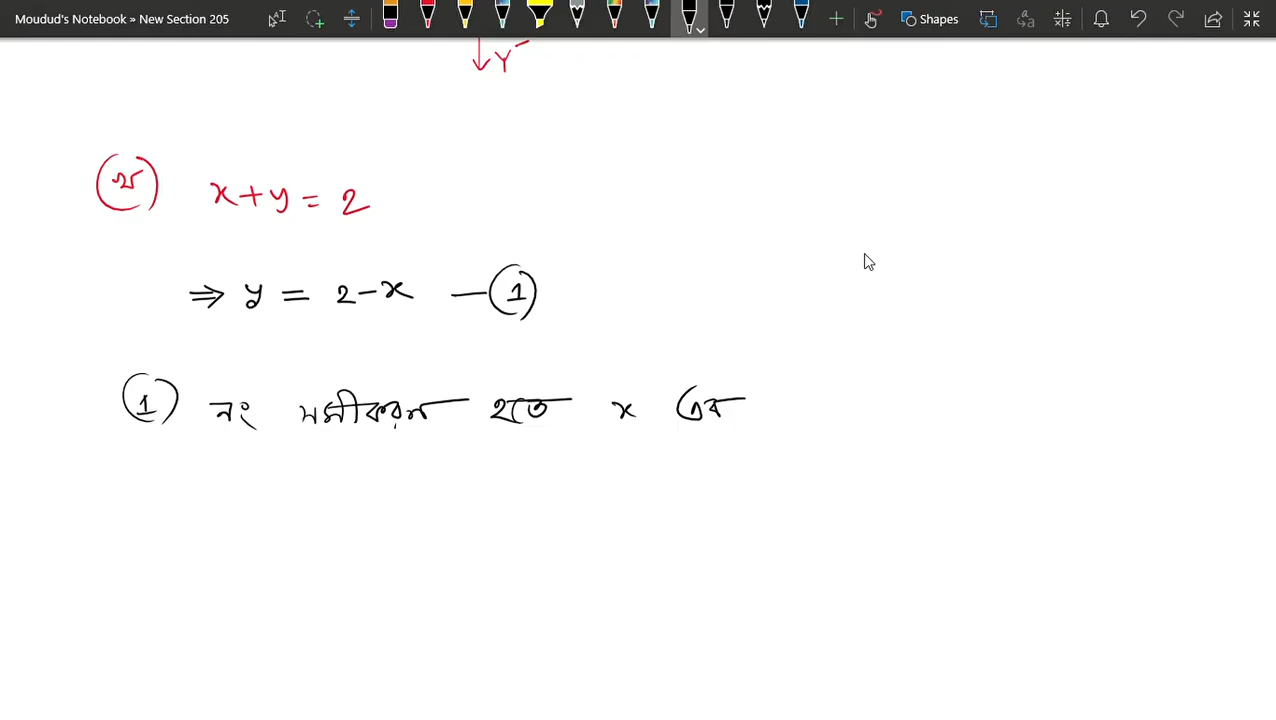 Moudud's Notebook » New Section 205
Shapes
Y⁻
x+y = 2
⇒ y = 2-x —①
① নং সমীকরণ হতে x এর